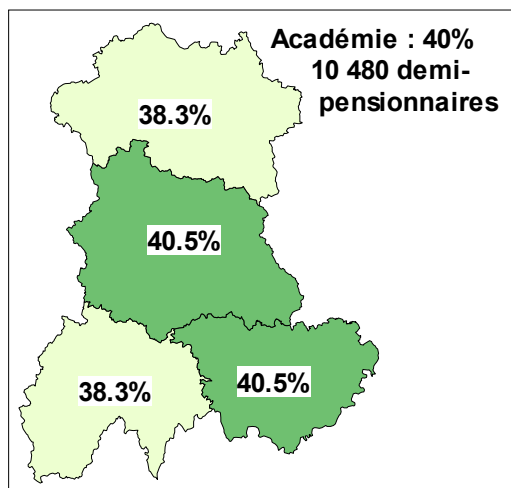 Académie : 40%
10 480 demi-
pensionnaires
38.3%
40.5%
38.3%
40.5%